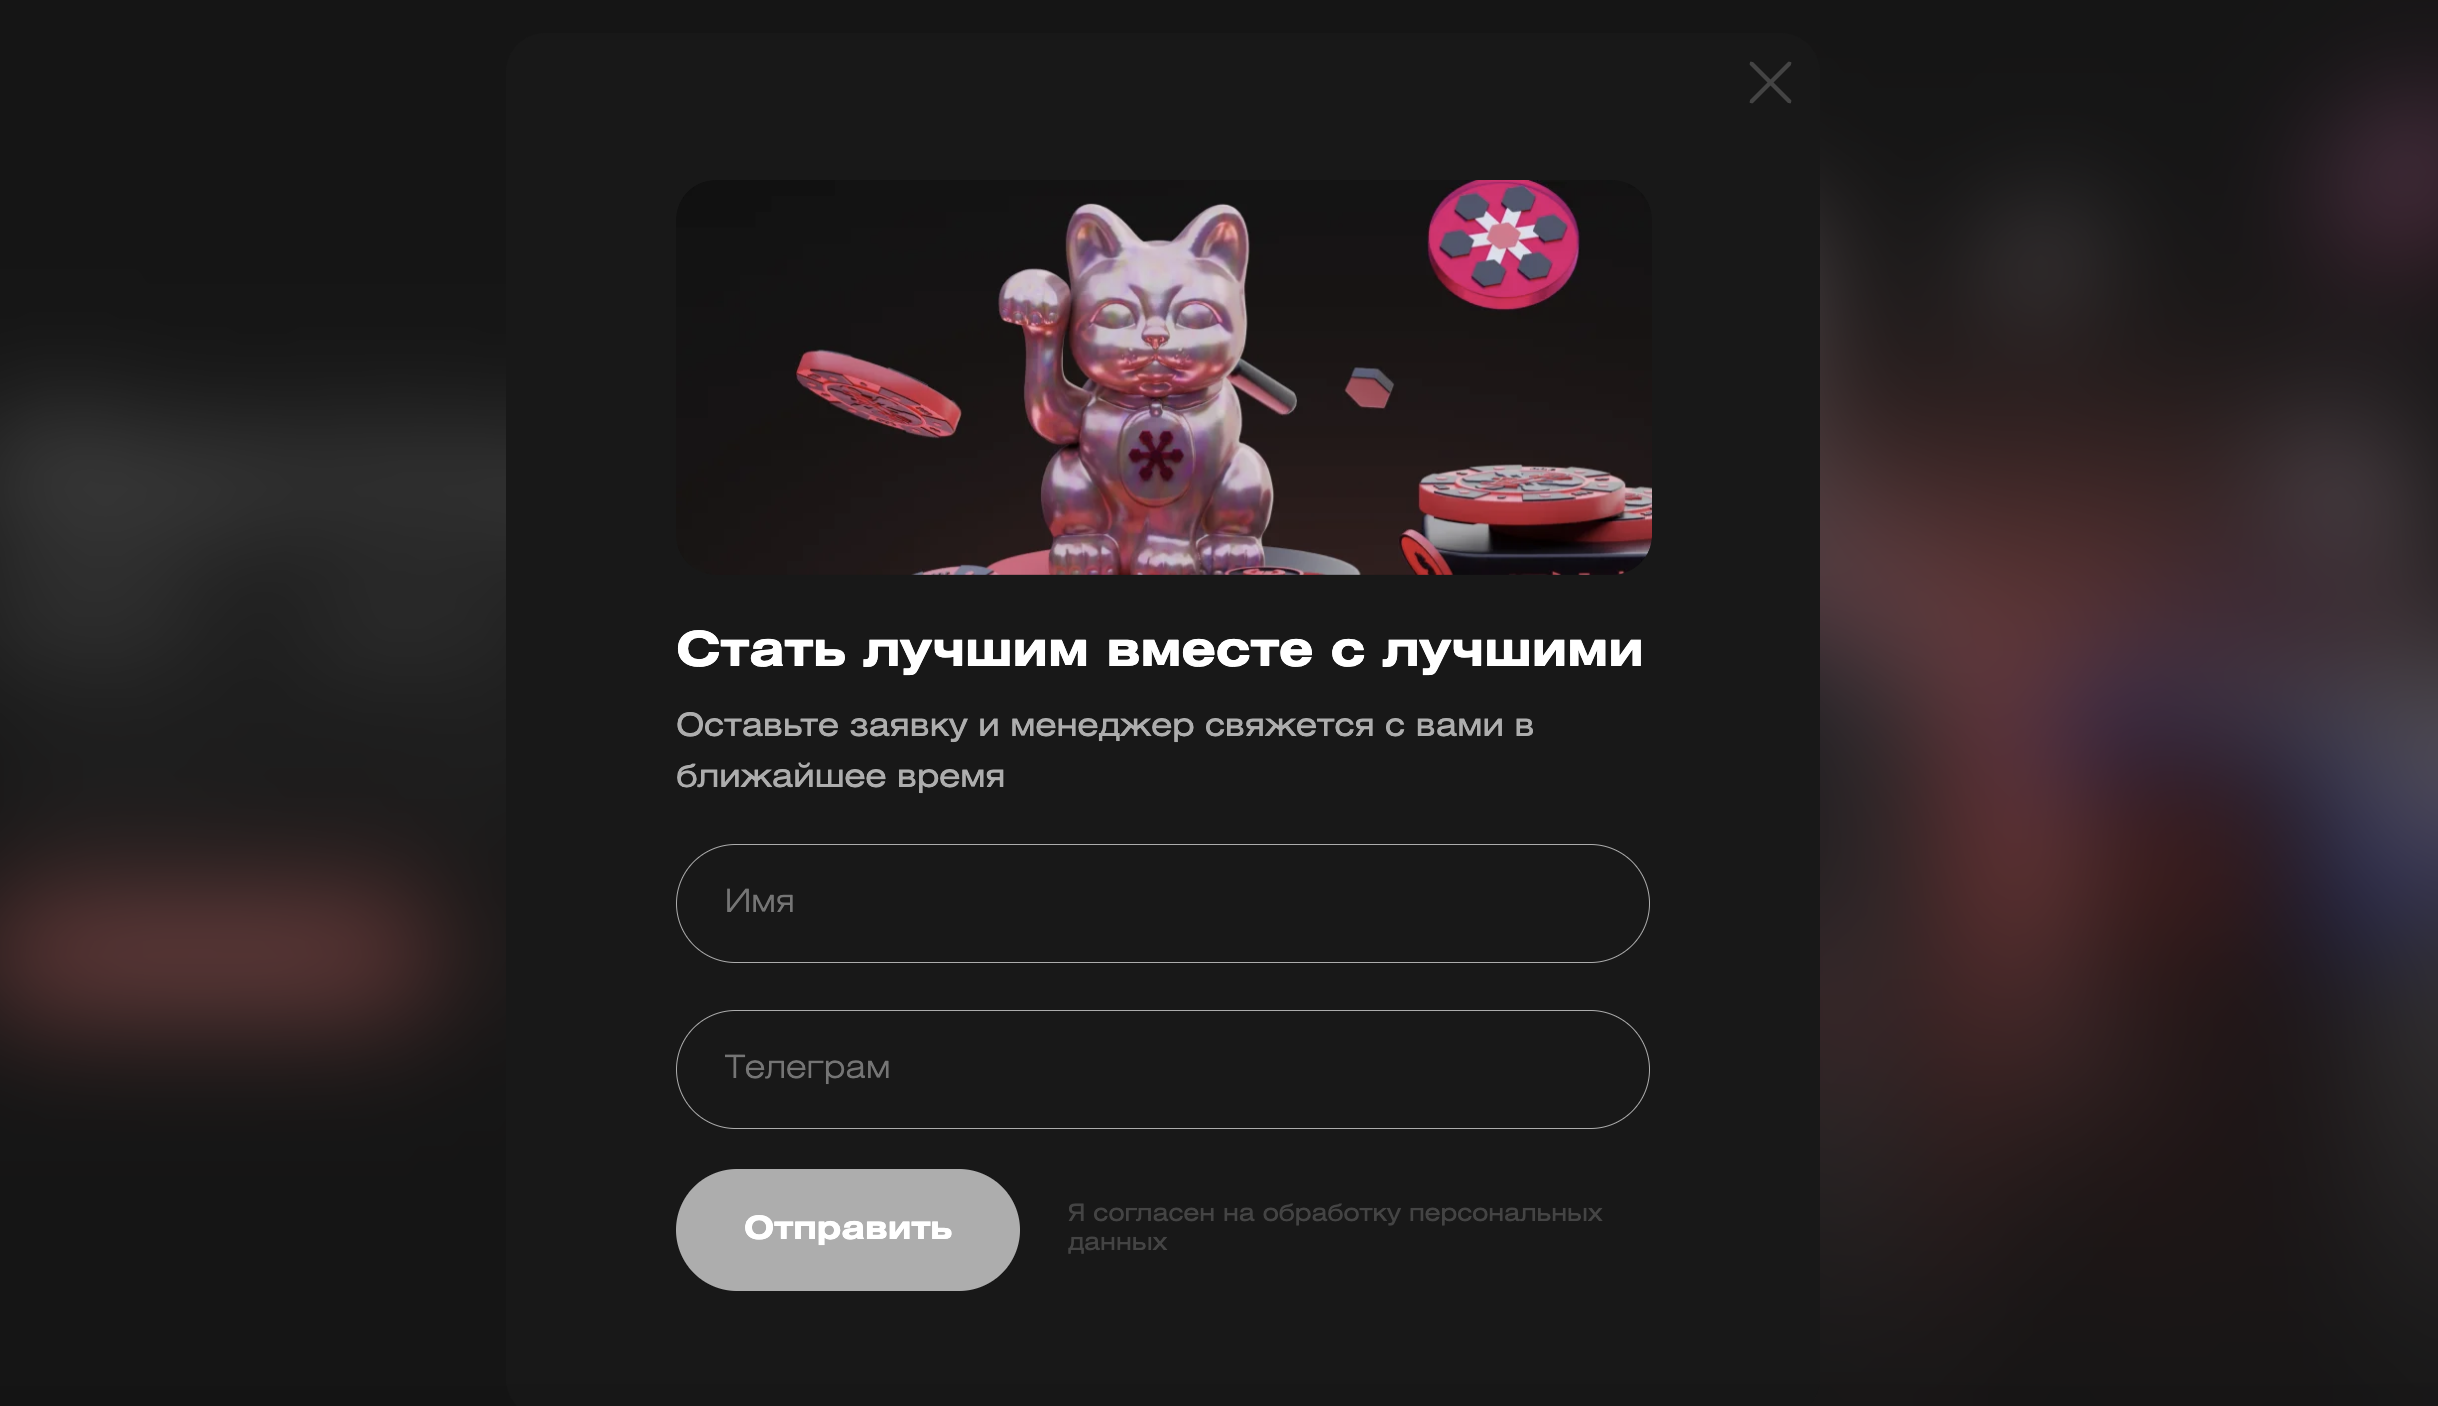 Стать лучшим вместе с лучшими
Оставьте заявку и менеджер свяжется с вами в
ближайшее время
Имя
Телеграм
Отправить
Я согласен на обработку персональных
данных